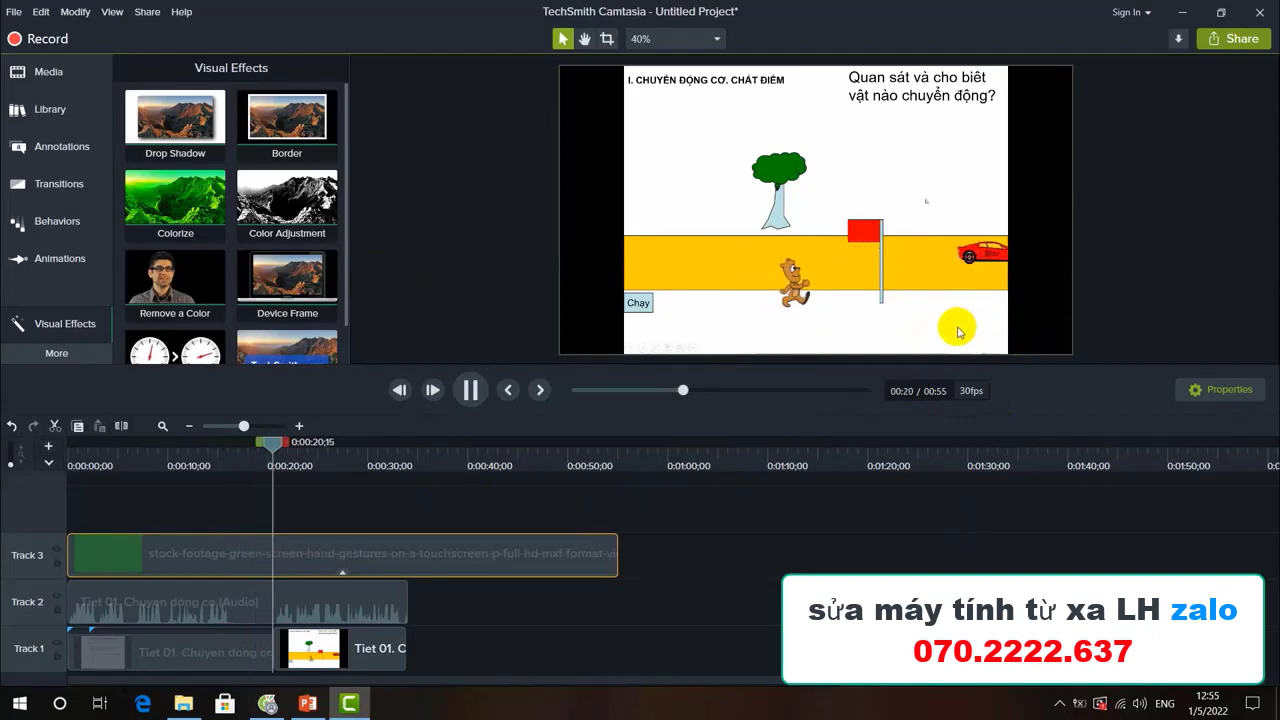 File Edit Modify View Share Help
TechSmith Camtasia - Untitled Project*
Sign In
Record
40%
Share
Media
Library
Annotations
Transitions
Behaviors
Animations
Visual Effects
More
Visual Effects
Drop Shadow
Border
Colorize
Color Adjustment
Remove a Color
Device Frame
I. CHUYỂN ĐỘNG CƠ. CHẤT ĐIỂM
Quan sát và cho biêt
vật nào chuyển động?
Chạy
00:20 / 00:55 30fps
Properties
0:00:20;15
0:00:00;00 0:00:10;00 0:00:20;00 0:00:30;00 0:00:40;00 0:00:50;00 0:01:00;00 0:01:10;00 0:01:20;00 0:01:30;00 0:01:40;00 0:01:50;00
Track 3
stock-footage-green-screen-hand-gestures-on-a-touchscreen-p-full-hd-mxf-format-vi
Track 2
Tiet 01. Chuyen dong co (Audio)
Track 1
Tiet 01. Chuyen dong co
Tiet 01. C
sửa máy tính từ xa LH zalo
070.2222.637
ENG
12:55
1/5/2022